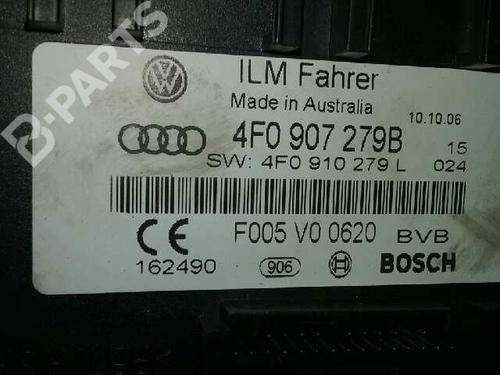 B-PARTS
ILM Fahrer
Made in Australia
10.10.06
4F0 907 279B 15
SW: 4F0 910 279 L 024
F005 V0 0620 BVB
162490 906 BOSCH